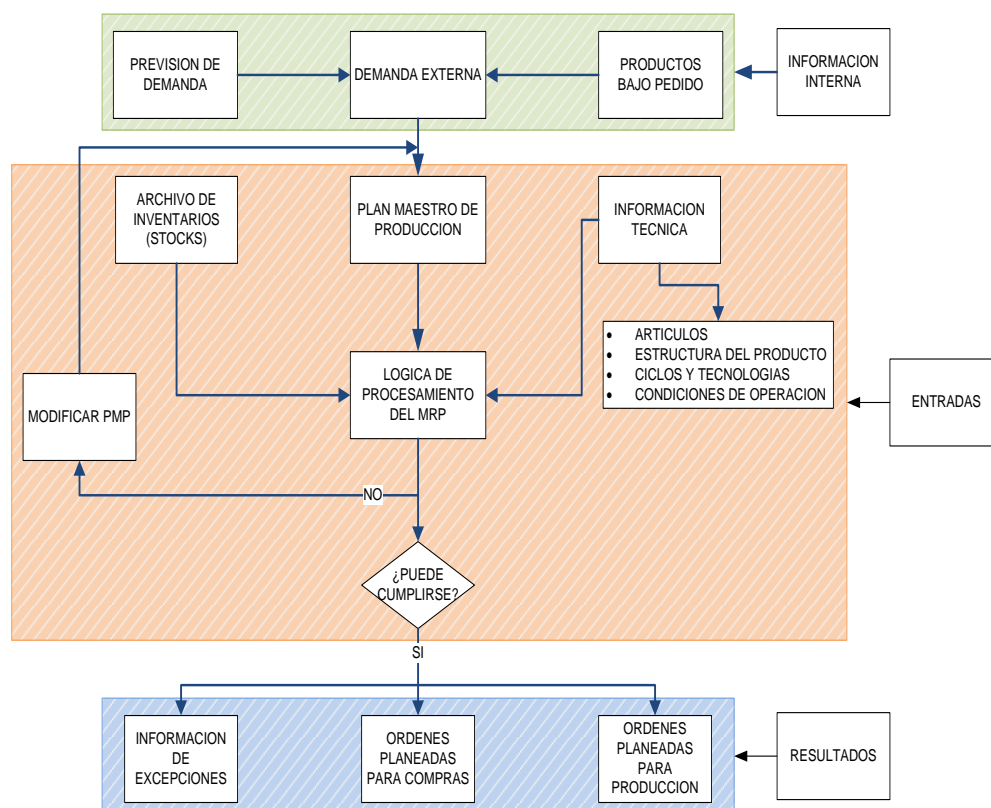 PREVISION DE
DEMANDA
DEMANDA EXTERNA
PRODUCTOS
BAJO PEDIDO
INFORMACION
INTERNA
ARCHIVO DE
INVENTARIOS
(STOCKS)
PLAN MAESTRO DE
PRODUCCION
INFORMACION
TECNICA
• ARTICULOS
• ESTRUCTURA DEL PRODUCTO
• CICLOS Y TECNOLOGIAS
• CONDICIONES DE OPERACION
MODIFICAR PMP
LOGICA DE
PROCESAMIENTO
DEL MRP
ENTRADAS
NO
¿PUEDE
CUMPLIRSE?
SI
INFORMACION
DE
EXCEPCIONES
ORDENES
PLANEADAS
PARA COMPRAS
ORDENES
PLANEADAS
PARA
PRODUCCION
RESULTADOS